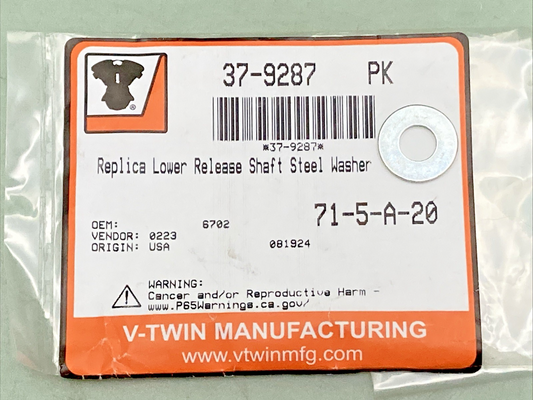 37-9287 PK
*37-9287*
Replica Lower Release Shaft Steel Washer
71-5-A-20
OEM: 6702
VENDOR: 0223
ORIGIN: USA 081924
WARNING:
Cancer and/or Reproductive Harm -
www.P65Warnings.ca.gov/
V-TWIN MANUFACTURING
www.vtwinmfg.com
®